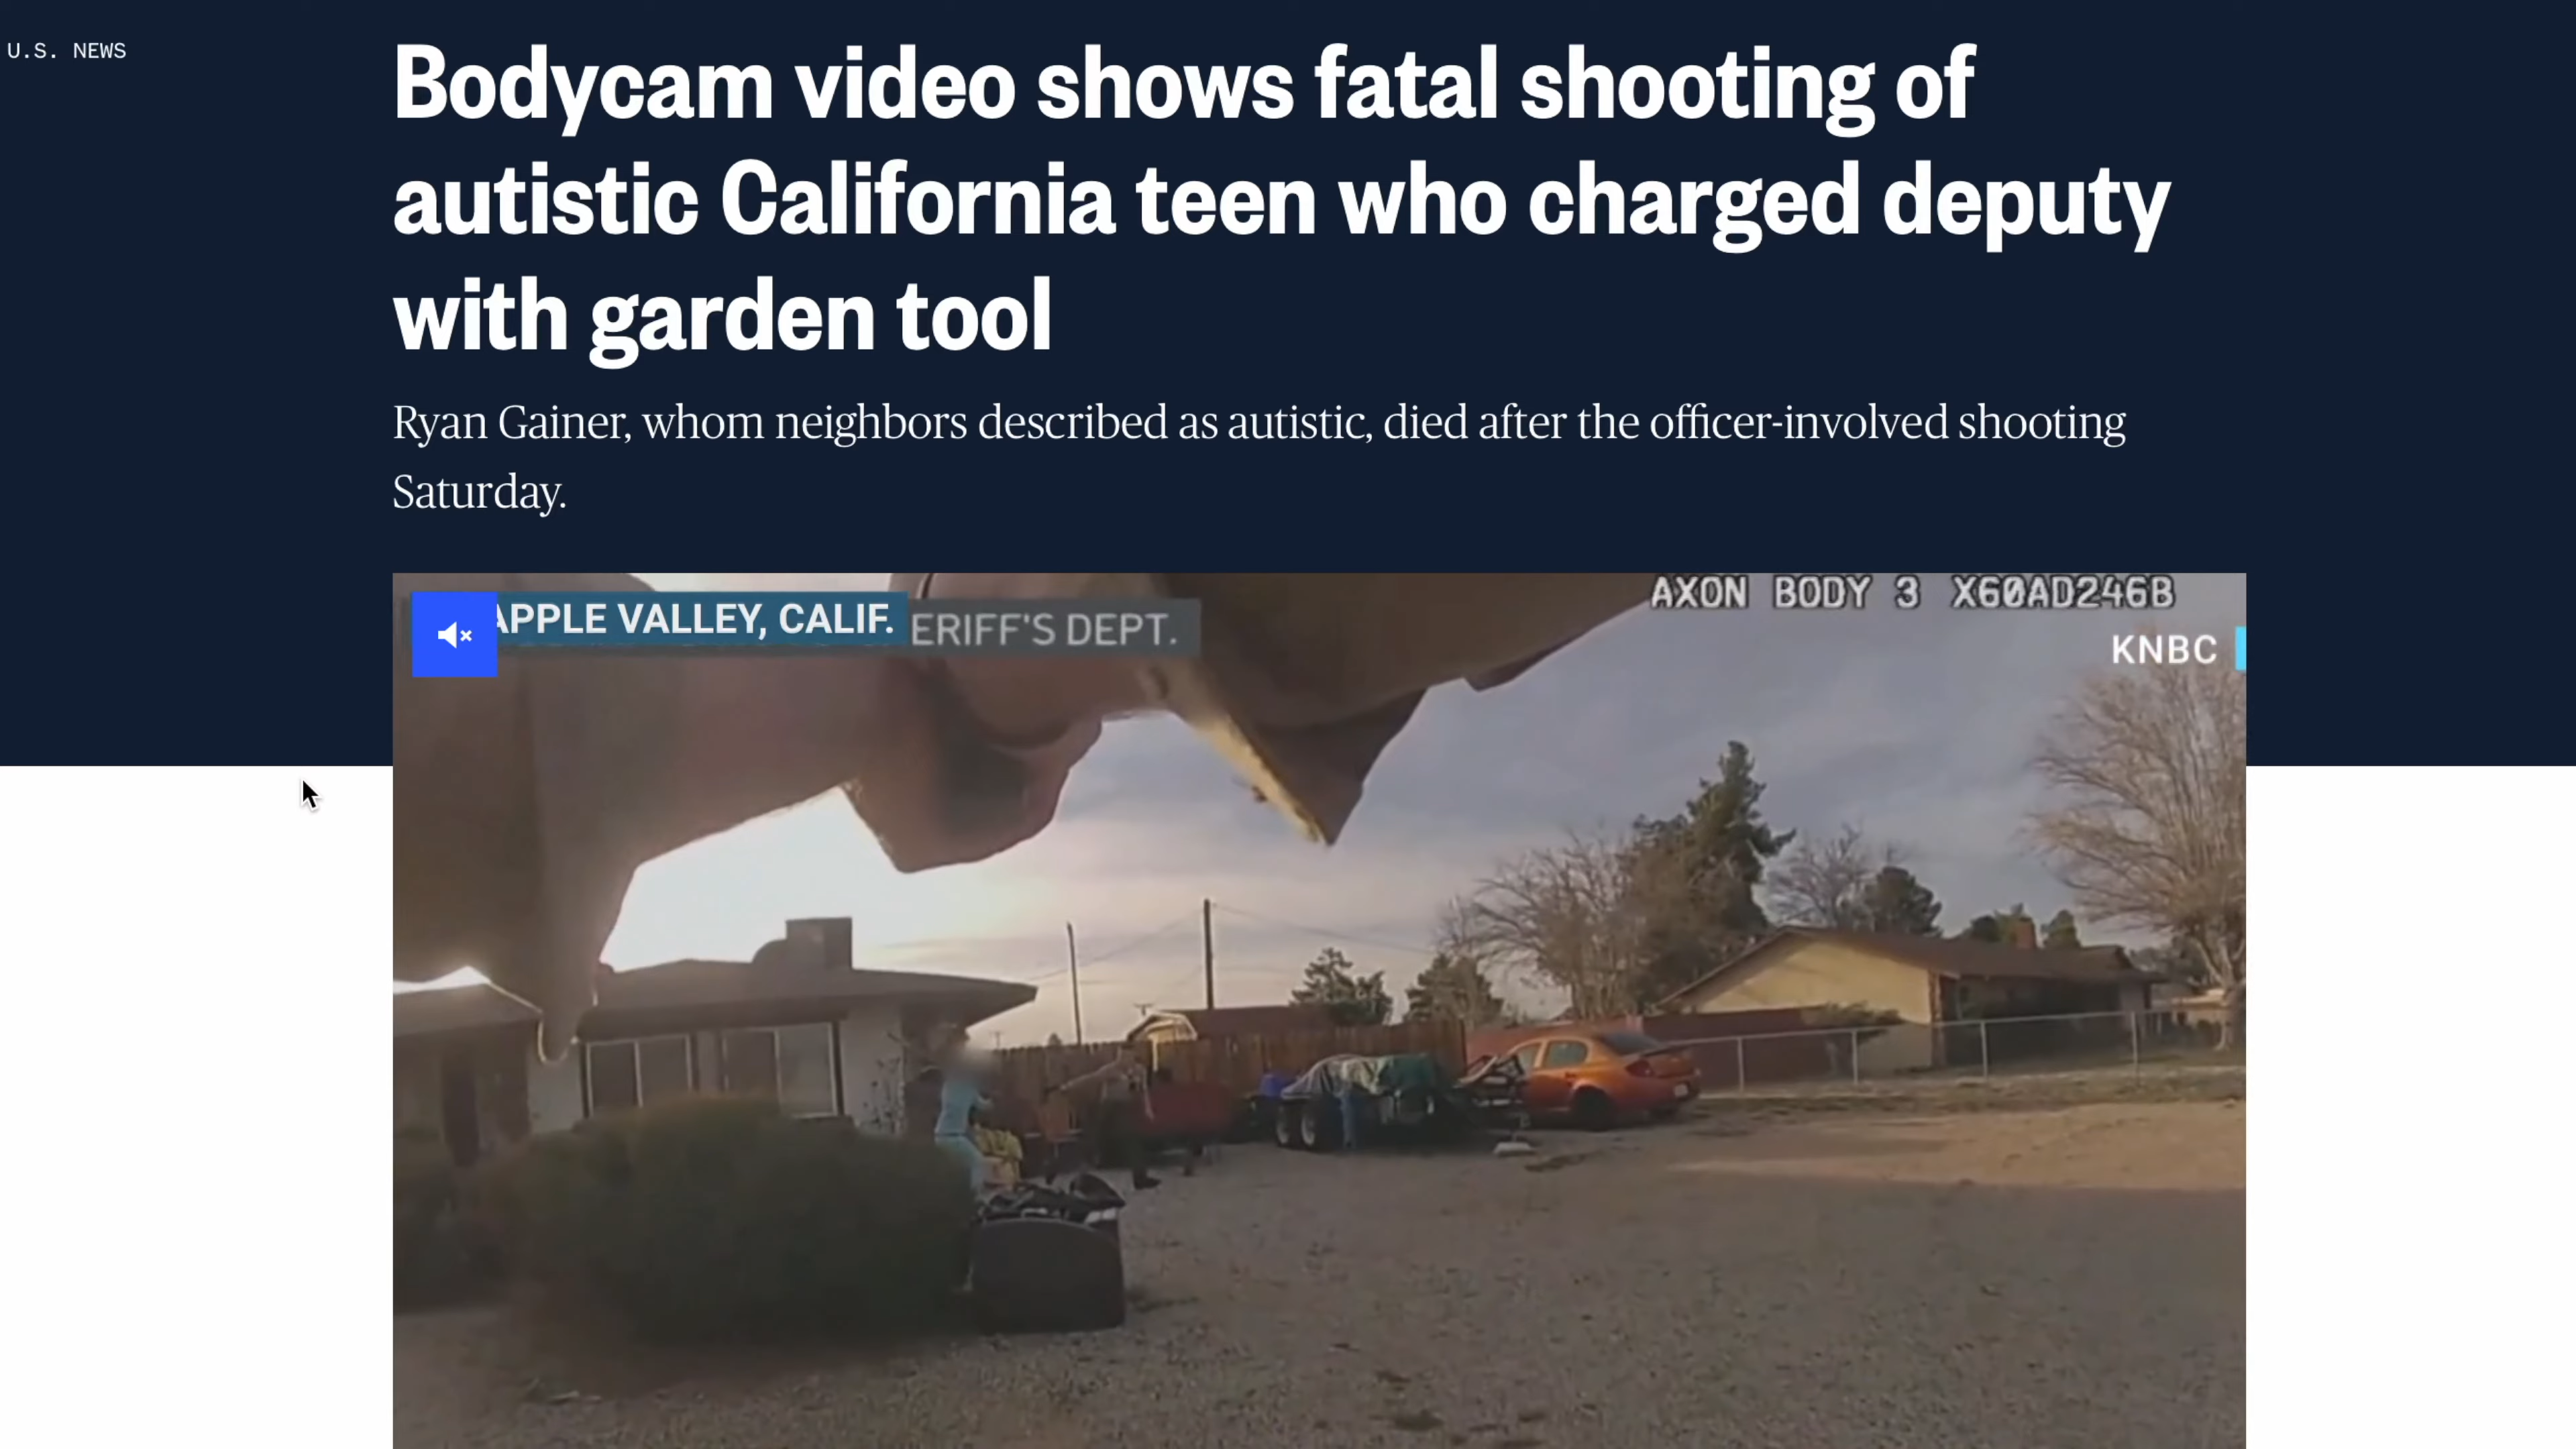 U.S. NEWS
Bodycam video shows fatal shooting of
autistic California teen who charged deputy
with garden tool
Ryan Gainer, whom neighbors described as autistic, died after the officer-involved shooting
Saturday.
AXON BODY 3 X60AD246B
APPLE VALLEY, CALIF.
ERIFF'S DEPT.
KNBC